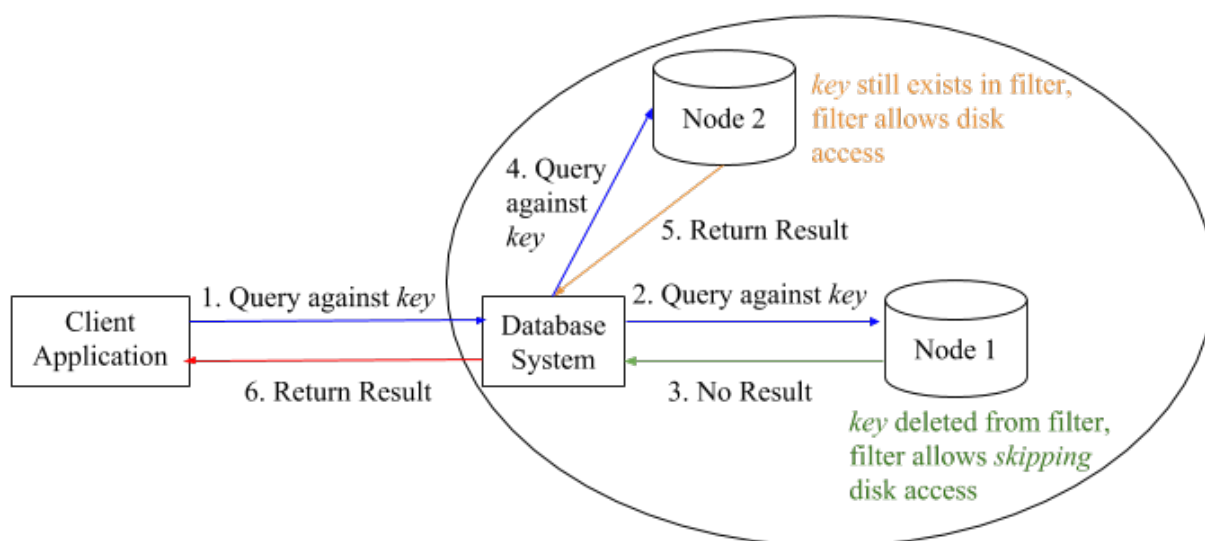 key still exists in filter,
filter allows disk
access
Node 2
4. Query
against
key
5. Return Result
1. Query against key
2. Query against key
Client
Application
Database
System
Node 1
6. Return Result
3. No Result
key deleted from filter,
filter allows skipping
disk access